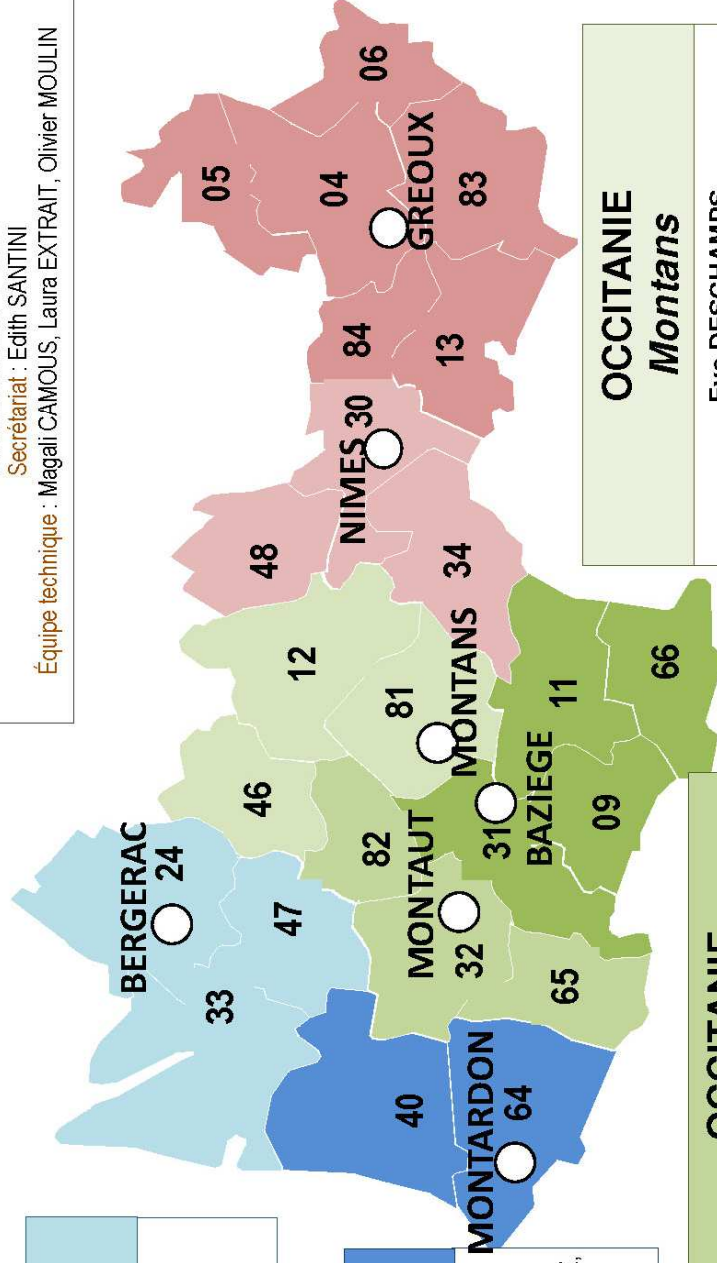 Secrétariat : Edith SANTINI
Équipe technique : Magali CAMOUS, Laura EXTRAIT, Olivier MOULIN
BERGERAC
24
33
47
46
12
48
05
06
04
GREOUX
83
84
13
NIMES 30
34
81
MONTANS
82
MONTAUT
32
31
BAZIEGE
11
09
66
65
40
MONTARDON
64
OCCITANIE
Montans
OCCITANIE